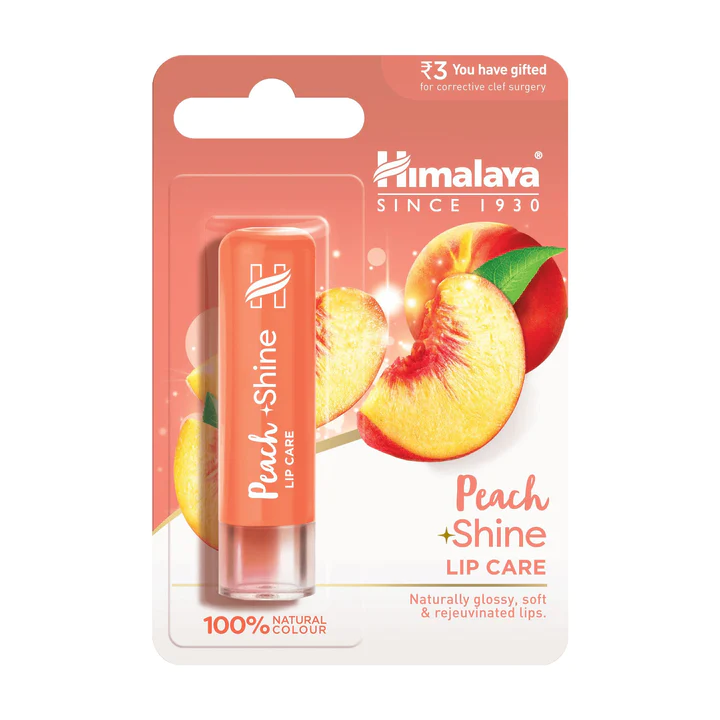 ₹3 You have gifted
for corrective clef surgery
Himalaya®
SINCE 1930
Peach Shine
LIP CARE
Peach
Shine
LIP CARE
Naturally glossy, soft
& rejeuvinated lips.
100% NATURAL
COLOUR